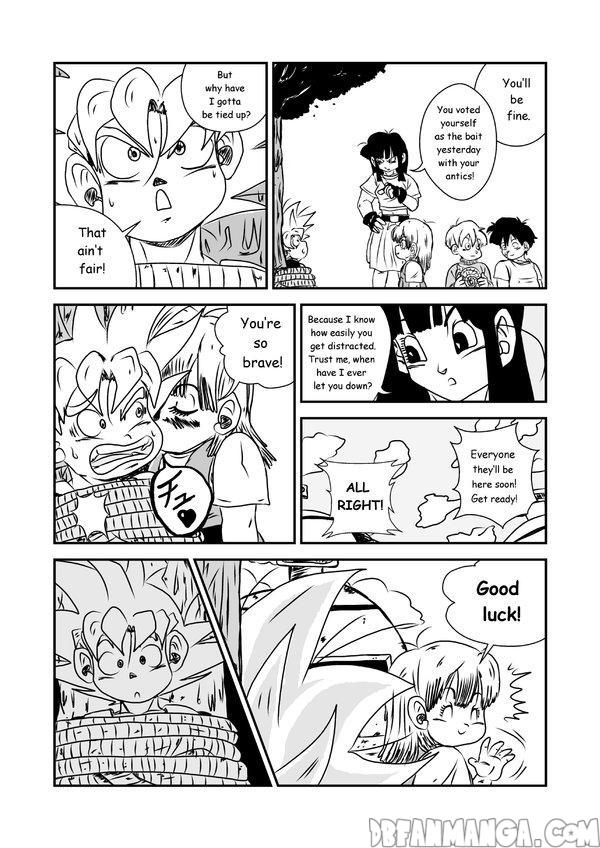 You'll
be
fine.
You voted
yourself
as the bait
yesterday
with your
antics!
But
why have
I gotta
be tied up?
That
ain't
fair!
Because I know
how easily you
get distracted.
Trust me, when
have I ever
let you down?
Everyone
they'll be
here soon!
Get ready!
ALL
RIGHT!
You're
so
brave!
チュ
Good
luck!
DBFANMANGA.COM